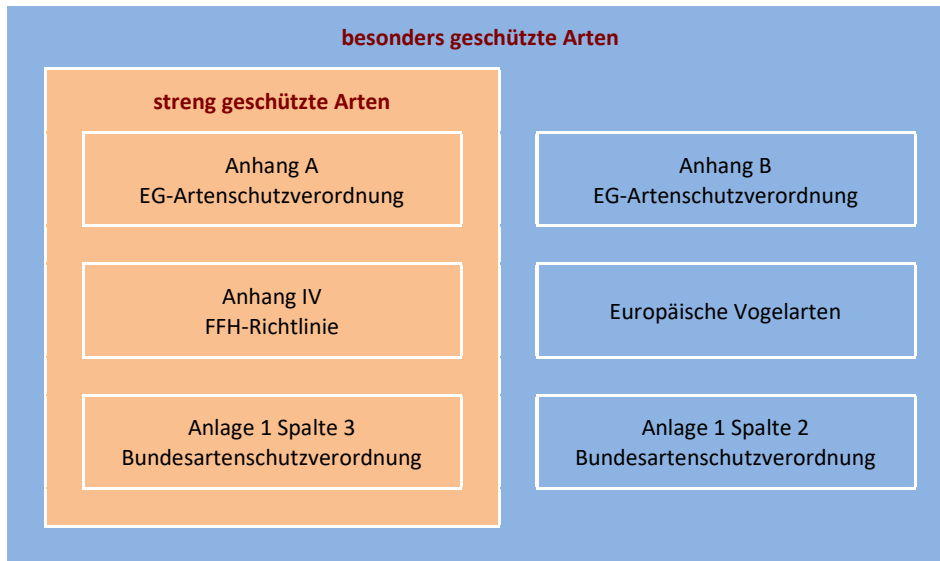 besonders geschützte Arten
streng geschützte Arten
Anhang A
EG-Artenschutzverordnung
Anhang B
EG-Artenschutzverordnung
Anhang IV
FFH-Richtlinie
Europäische Vogelarten
Anlage 1 Spalte 3
Bundesartenschutzverordnung
Anlage 1 Spalte 2
Bundesartenschutzverordnung